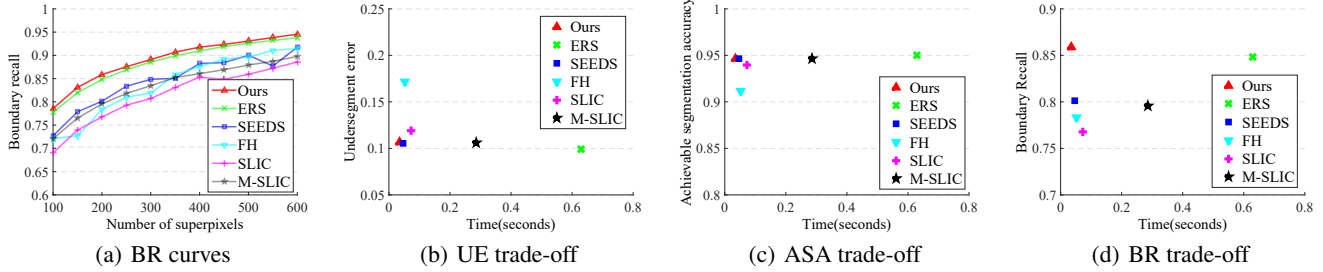 1
0.95
0.9
0.85
0.8
0.75
0.7
0.65
0.6
100
200
300
400
500
600
Boundary recall
Number of superpixels
Ours
ERS
SEEDS
FH
SLIC
M-SLIC
(a) BR curves
0.25
0.2
0.15
0.1
0.05
0
0.2
0.4
0.6
0.8
Undersegment error
Time(seconds)
Ours
ERS
SEEDS
FH
SLIC
M-SLIC
(b) UE trade-off
1
0.95
0.9
0.85
0.8
0
0.2
0.4
0.6
0.8
Achievable segmentation accuracy
Time(seconds)
Ours
ERS
SEEDS
FH
SLIC
M-SLIC
(c) ASA trade-off
0.9
0.8
0.7
0
0.2
0.4
0.6
0.8
Boundary Recall
Time(seconds)
Ours
ERS
SEEDS
FH
SLIC
M-SLIC
(d) BR trade-off